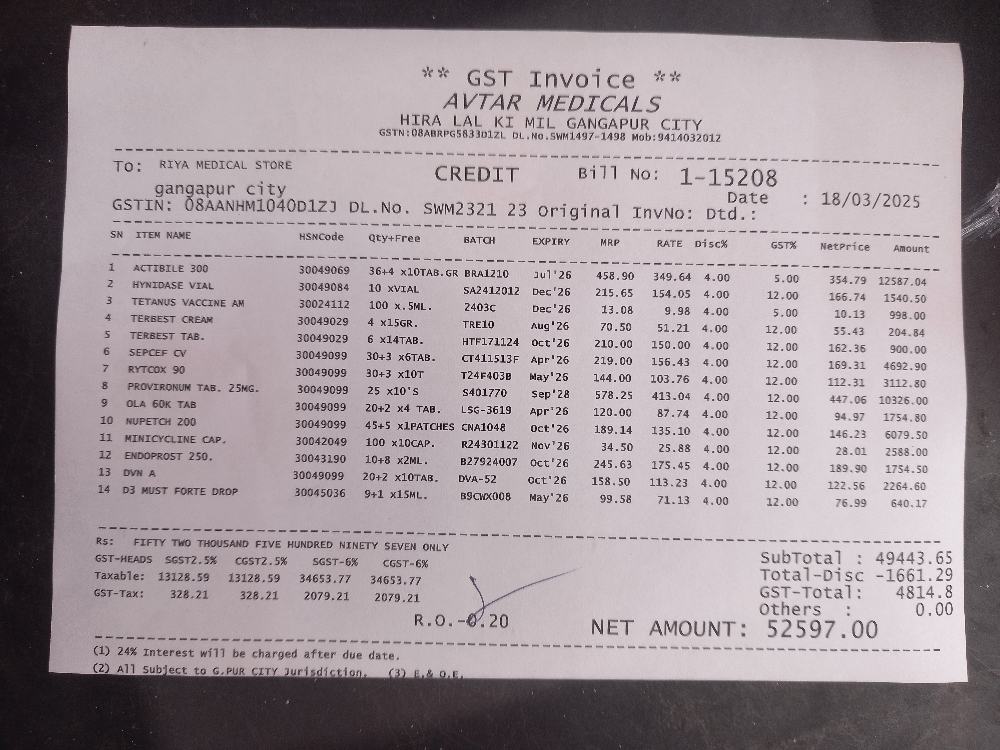 ** GST Invoice **
AVTAR MEDICALS
HIRA LAL KI MIL GANGAPUR CITY
GSTN:08ABRPG5833D1ZL DL.No.SWM1497-1498 Mob:9414032012
TO: RIYA MEDICAL STORE CREDIT Bill No: 1-15208
gangapur city Date : 18/03/2025
GSTIN: 08AANHM1040D1ZJ DL.No. SWM2321 23 Original InvNo: Dtd.:
SN ITEM NAME HSNCode Qty+Free BATCH EXPIRY MRP RATE Disc% GST% NetPrice Amount
1 ACTIBILE 300 30049069 36+4 x10TAB.GR BRA1210 Jul'26 458.90 349.64 4.00 5.00 354.79 12587.04
2 HYNIDASE VIAL 30049084 10 xVIAL SA2412012 Dec'26 215.65 154.05 4.00 12.00 166.74 1540.50
3 TETANUS VACCINE AM 30024112 100 x.5ML. 2403C Dec'26 13.08 9.98 4.00 5.00 10.13 998.00
4 TERBEST CREAM 30049029 4 x15GR. TRE10 Aug'26 70.50 51.21 4.00 12.00 55.43 204.84
5 TERBEST TAB. 30049029 6 x14TAB. HTF171124 Oct'26 210.00 150.00 4.00 12.00 162.36 900.00
6 SEPCEF CV 30049099 30+3 x6TAB. CT411513F Apr'26 219.00 156.43 4.00 12.00 169.31 4692.90
7 RYTCOX 90 30049099 30+3 x10T T24F403B May'26 144.00 103.76 4.00 12.00 112.31 3112.80
8 PROVIRONUM TAB. 25MG. 30049099 25 x10'S S401770 Sep'28 578.25 413.04 4.00 12.00 447.06 10326.00
9 OLA 60K TAB 30049099 20+2 x4 TAB. LSG-3619 Apr'26 120.00 87.74 4.00 12.00 94.97 1754.80
10 NUPETCH 200 30049099 45+5 x1PATCHES CNA1048 Oct'26 189.14 135.10 4.00 12.00 146.23 6079.50
11 MINICYCLINE CAP. 30042049 100 x10CAP. R24301122 Nov'26 34.50 25.88 4.00 12.00 28.01 2588.00
12 ENDOPROST 250. 30043190 10+8 x2ML. B27924007 Oct'26 245.63 175.45 4.00 12.00 189.90 1754.50
13 DVN A 30049099 20+2 x10TAB. DVA-52 Oct'26 158.50 113.23 4.00 12.00 122.56 2264.60
14 D3 MUST FORTE DROP 30045036 9+1 x15ML. B9CWX008 May'26 99.58 71.13 4.00 12.00 76.99 640.17
Rs: FIFTY TWO THOUSAND FIVE HUNDRED NINETY SEVEN ONLY
GST-HEADS SGST2.5% CGST2.5% SGST-6% CGST-6% SubTotal : 49443.65
Taxable: 13128.59 13128.59 34653.77 34653.77 Total-Disc -1661.29
GST-Tax: 328.21 328.21 2079.21 2079.21 GST-Total: 4814.8
Others : 0.00
R.O.-0.20 NET AMOUNT: 52597.00
(1) 24% Interest will be charged after due date.
(2) All Subject to G.PUR CITY Jurisdiction. (3) E.& O.E.